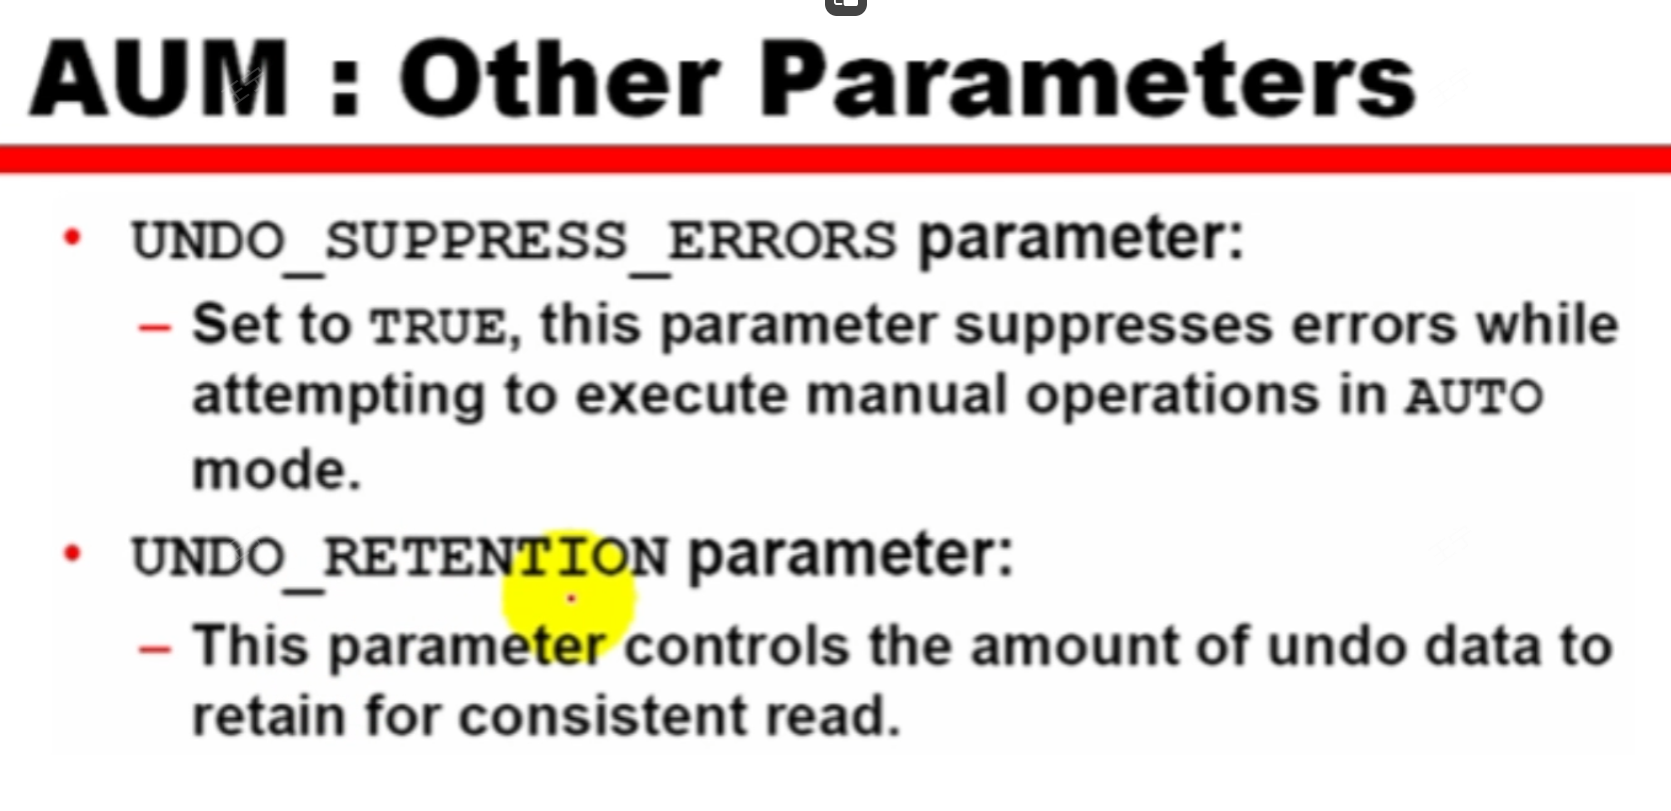 AUM : Other Parameters
• UNDO_SUPPRESS_ERRORS parameter:
– Set to TRUE, this parameter suppresses errors while
attempting to execute manual operations in AUTO
mode.
• UNDO_RETENTION parameter:
– This parameter controls the amount of undo data to
retain for consistent read.